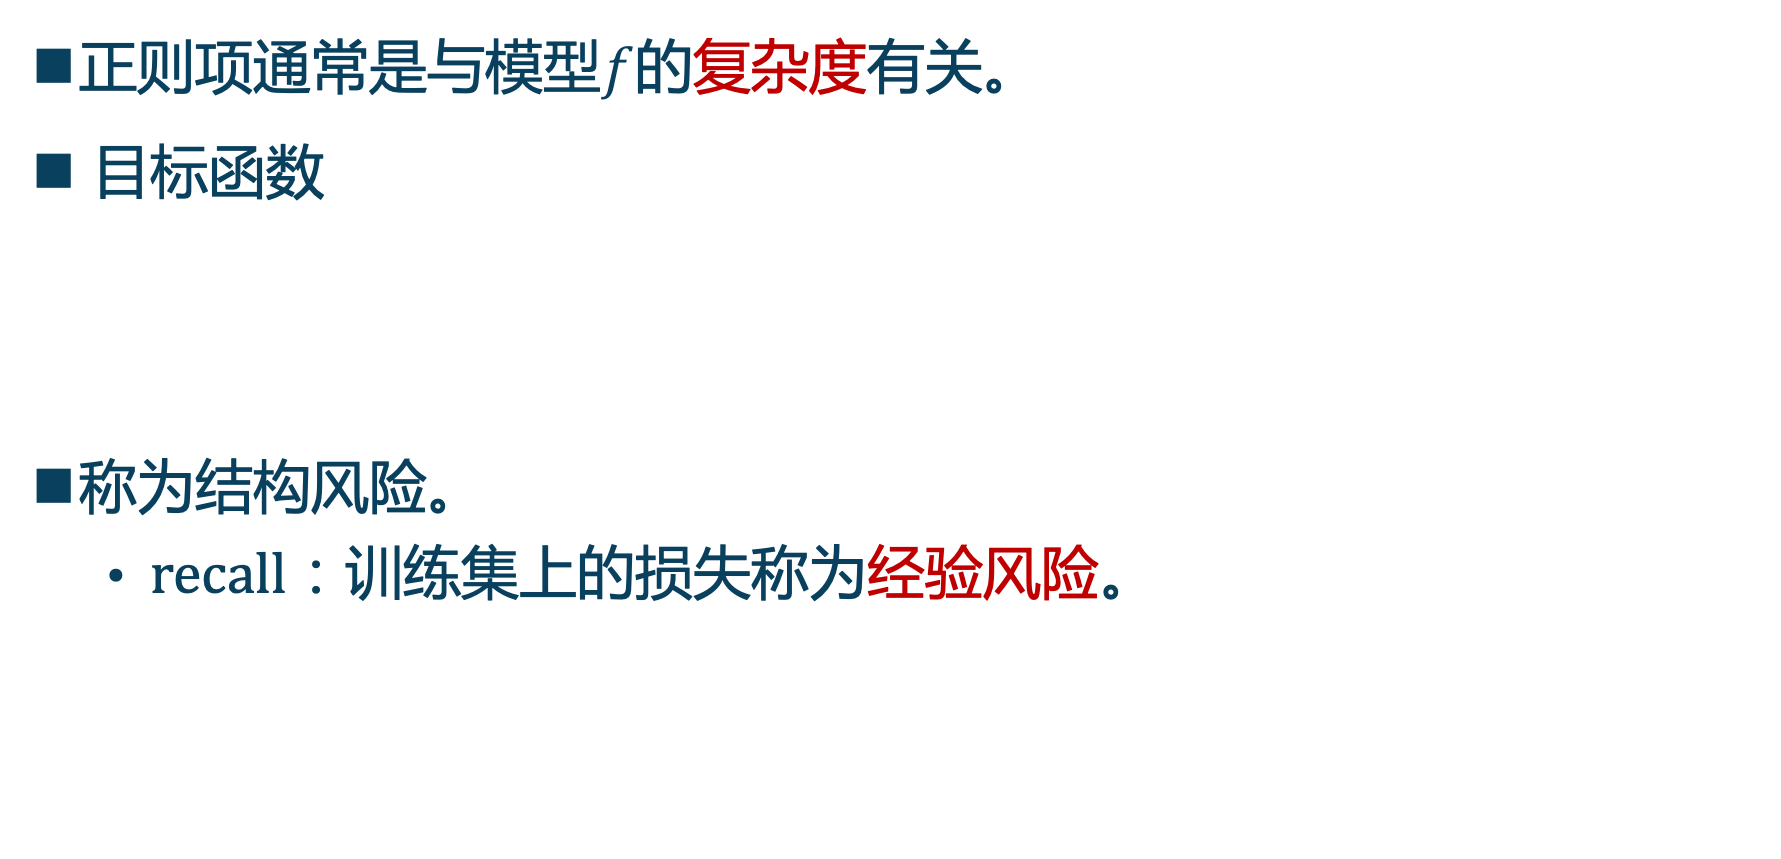 ■正则项通常是与模型f的复杂度有关。
■ 目标函数
■称为结构风险。
• recall：训练集上的损失称为经验风险。